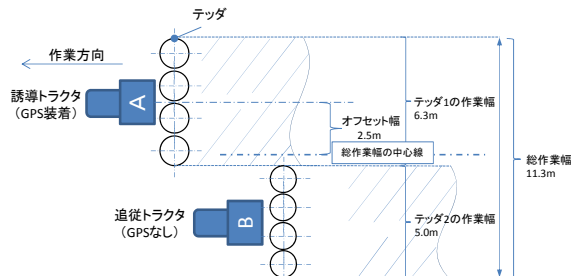 テッダ
作業方向
誘導トラクタ
(GPS装着)
A
オフセット幅
2.5m
テッダ1の作業幅
6.3m
総作業幅の中心線
総作業幅
11.3m
追従トラクタ
(GPSなし)
B
テッダ2の作業幅
5.0m